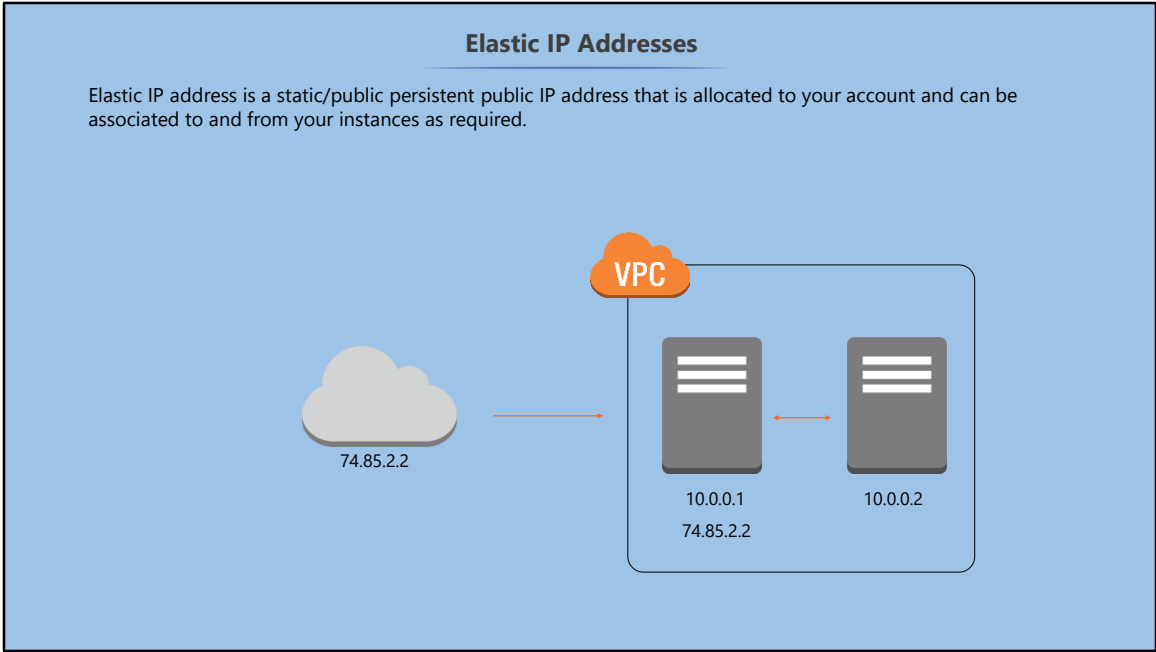 Elastic IP Addresses
Elastic IP address is a static/public persistent public IP address that is allocated to your account and can be
associated to and from your instances as required.
VPC
74.85.2.2
10.0.0.1
10.0.0.2
74.85.2.2